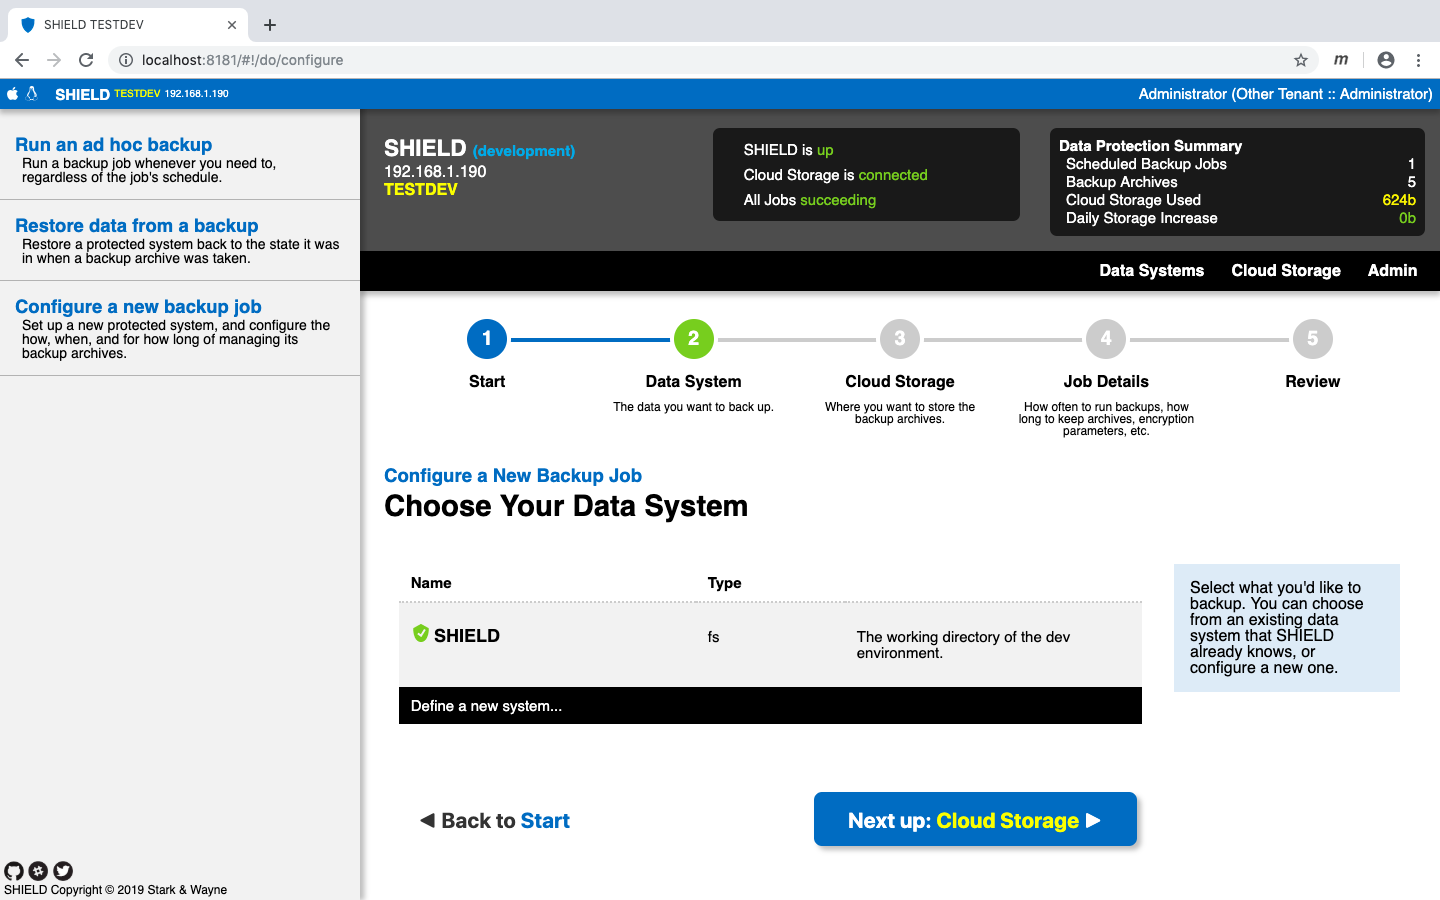 SHIELD TESTDEV
localhost:8181/#!/do/configure
SHIELD TESTDEV 192.168.1.190
Administrator (Other Tenant :: Administrator)
Run an ad hoc backup
Run a backup job whenever you need to,
regardless of the job's schedule.
Restore data from a backup
Restore a protected system back to the state it was
in when a backup archive was taken.
Configure a new backup job
Set up a new protected system, and configure the
how, when, and for how long of managing its
backup archives.
SHIELD (development)
192.168.1.190
TESTDEV
SHIELD is up
Cloud Storage is connected
All Jobs succeeding
Data Protection Summary
Scheduled Backup Jobs 1
Backup Archives 5
Cloud Storage Used 624b
Daily Storage Increase 0b
Data Systems Cloud Storage Admin
1 2 3 4 5
Start Data System Cloud Storage Job Details Review
The data you want to back up.
Where you want to store the
backup archives.
How often to run backups, how
long to keep archives, encryption
parameters, etc.
Configure a New Backup Job
Choose Your Data System
Name Type
SHIELD fs The working directory of the dev
environment.
Define a new system...
Select what you'd like to
backup. You can choose
from an existing data
system that SHIELD
already knows, or
configure a new one.
Back to Start
Next up: Cloud Storage
SHIELD Copyright © 2019 Stark & Wayne